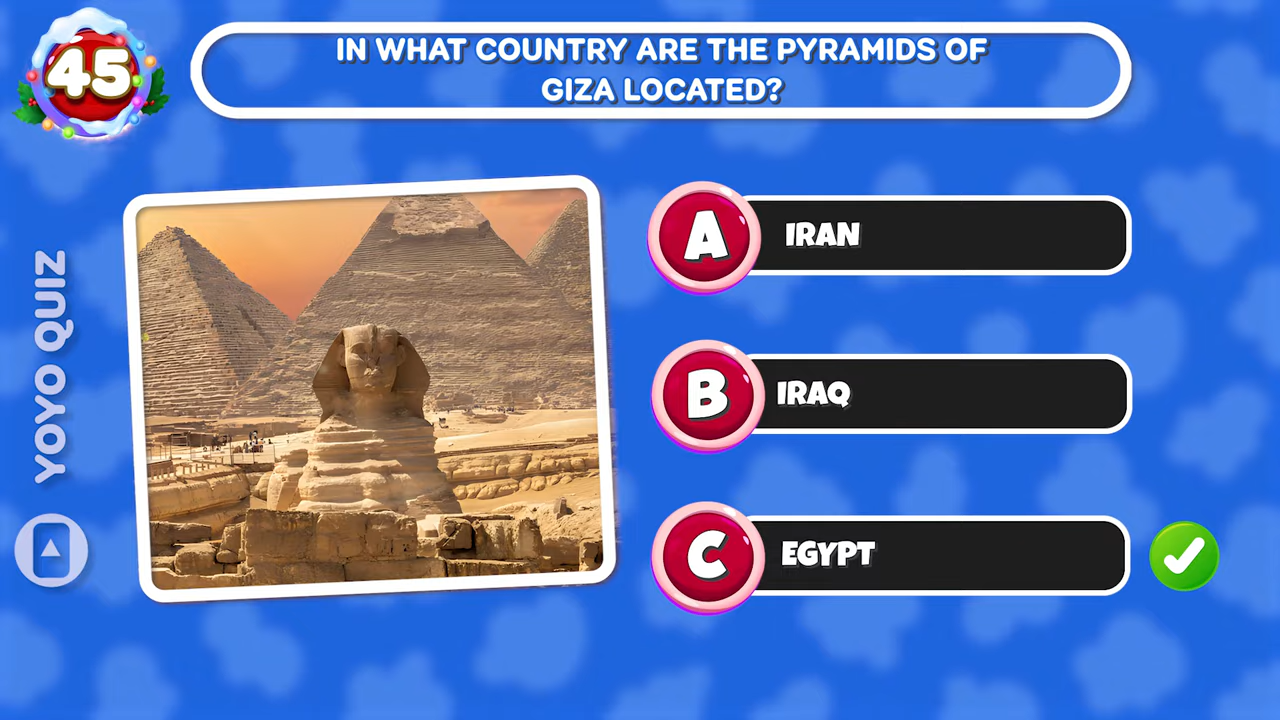 45
IN WHAT COUNTRY ARE THE PYRAMIDS OF
GIZA LOCATED?
YOYO QUIZ
A IRAN
B IRAQ
C EGYPT